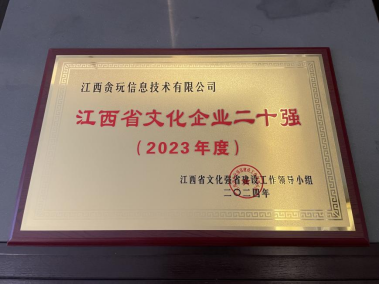 江西贪玩信息技术有限公司
江西省文化企业二十强
（2023年度）
江西省文化强省建设工作领导小组
二〇二四年